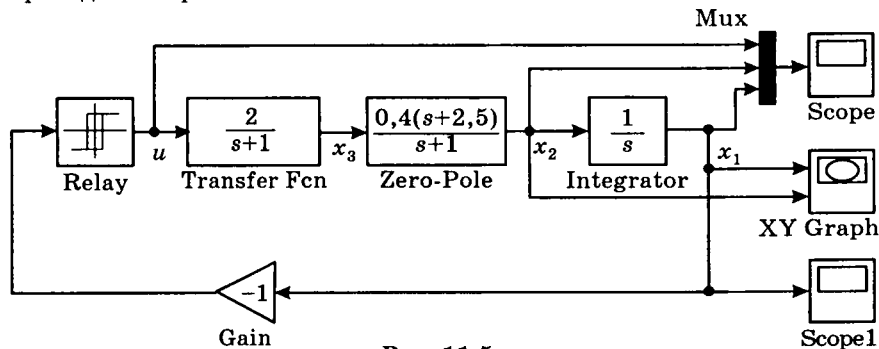 Mux
Scope
2
s+1
0,4(s+2,5)
s+1
1
s
u
x₃
x₂
x₁
Relay
Transfer Fcn
Zero-Pole
Integrator
XY Graph
-1
Gain
Scope1